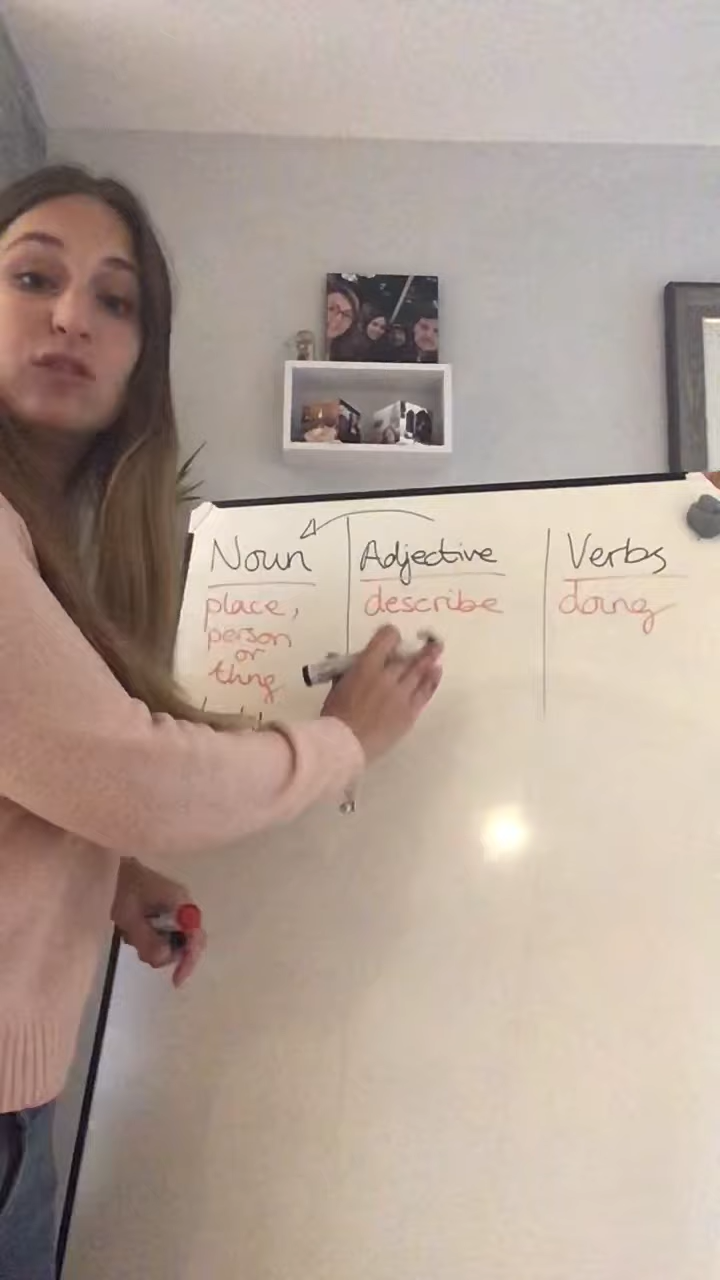 Noun Adjective Verbs
place, describe doing
person
or
thing